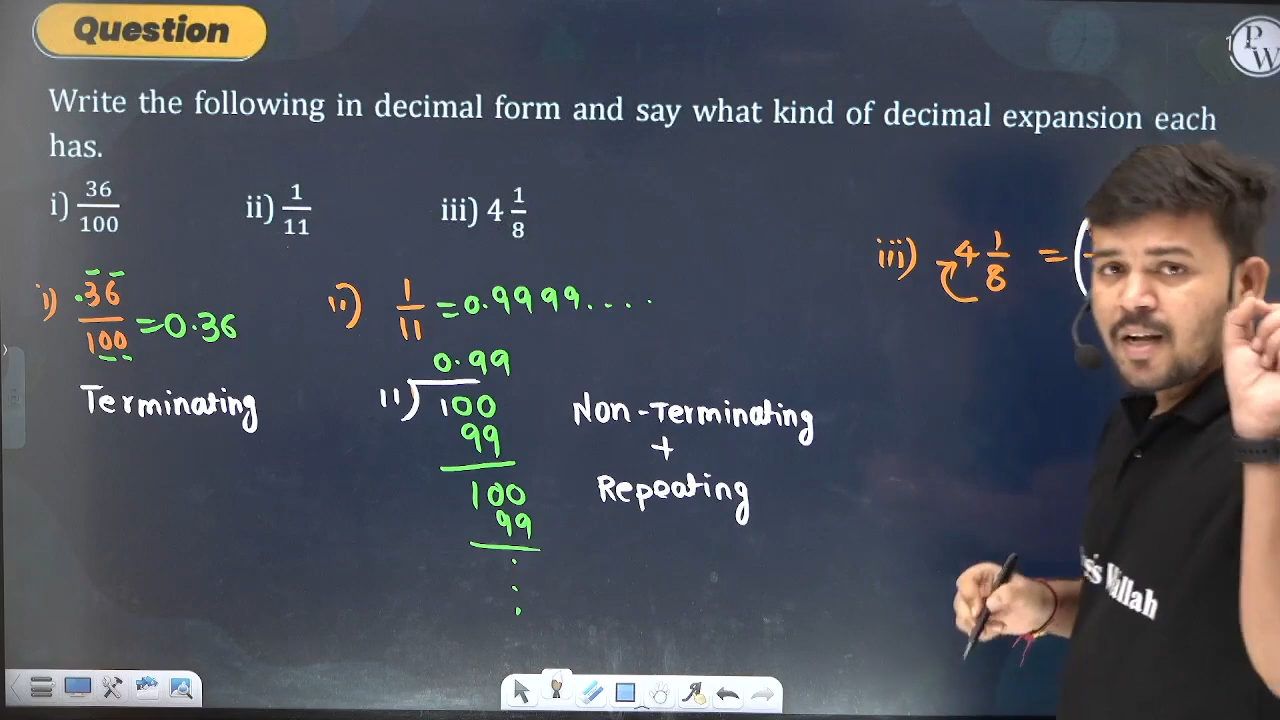 Question
PW
Write the following in decimal form and say what kind of decimal expansion each
has.
i) 36/100 ii) 1/11 iii) 4 1/8
i) .36/100 = 0.36
Terminating
ii) 1/11 = 0.9999....
0.99
11) 100
99
100
99
:
:
Non-Terminating
+
Repeating
iii) 4 1/8 = (
Wallah